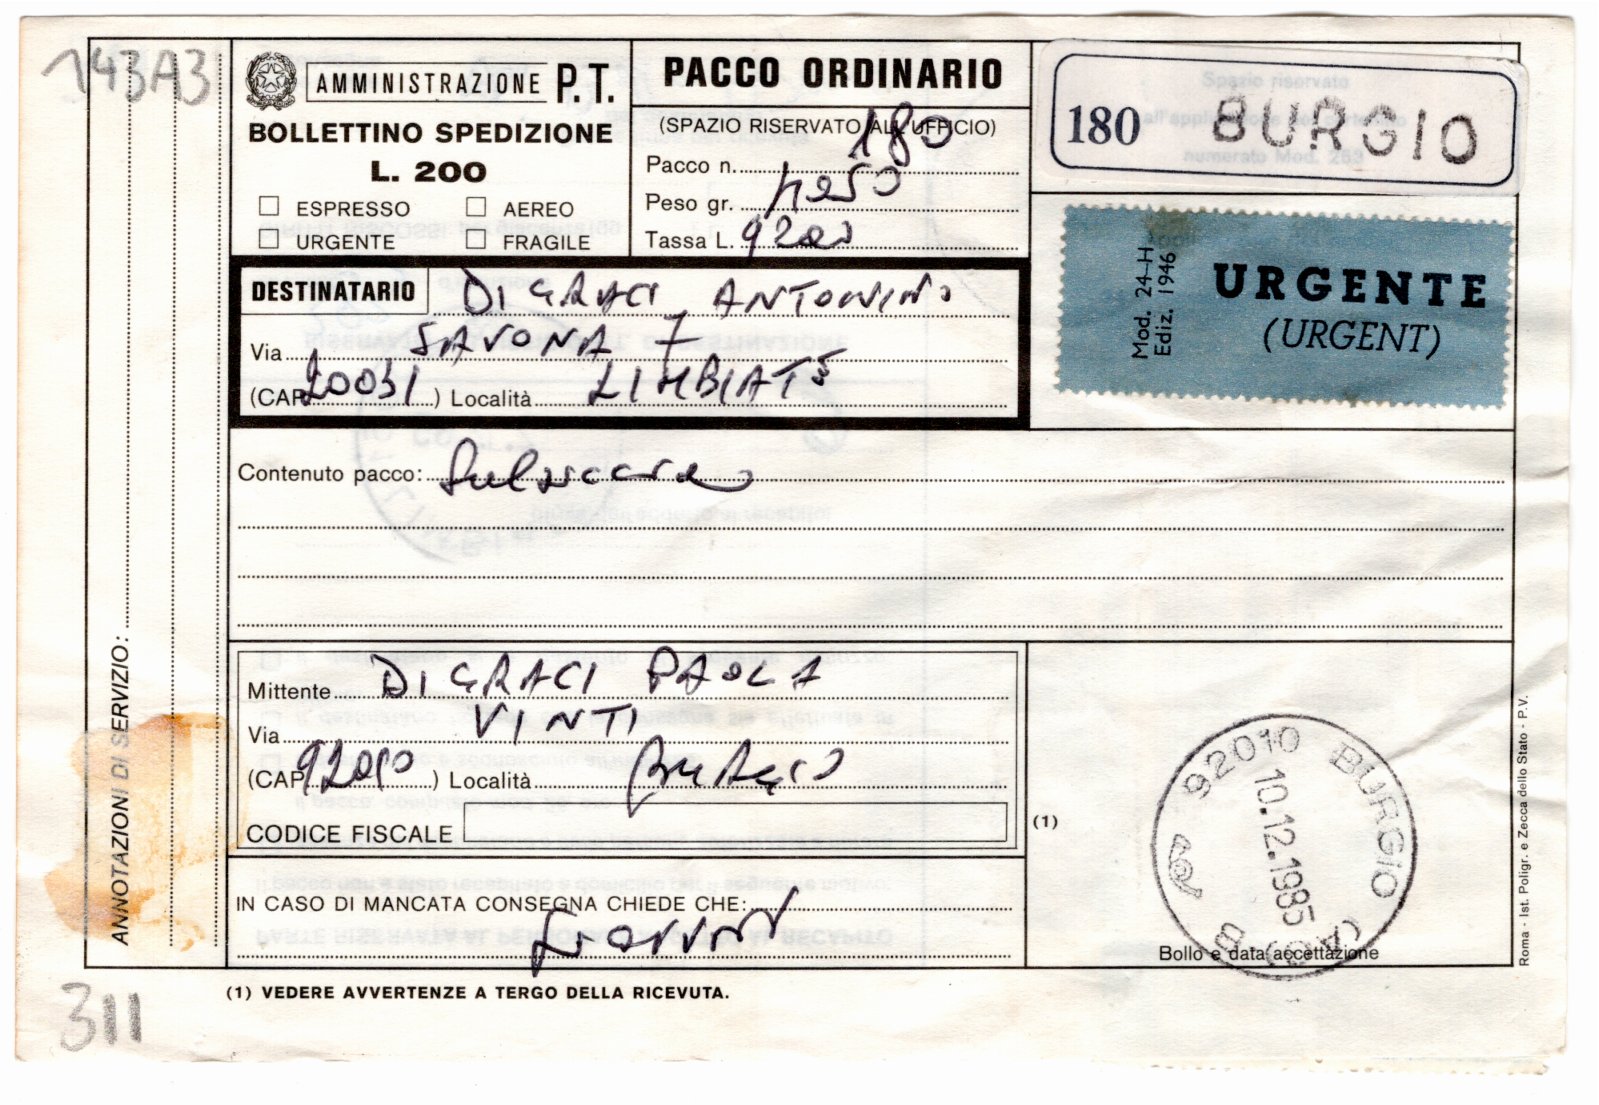 143A3
AMMINISTRAZIONE P.T.
BOLLETTINO SPEDIZIONE
L. 200
ESPRESSO AEREO
URGENTE FRAGILE
PACCO ORDINARIO
(SPAZIO RISERVATO ALL'UFFICIO)
Pacco n. 180
Peso gr.
Tassa L. 9200
180 BURGIO
Mod. 24-H
Ediz. 1946
URGENTE
(URGENT)
DESTINATARIO DI GRACI ANTONINO
Via SAVONA 7
(CAP 20051) Località LIMBIATE
Contenuto pacco:
Mittente DI GRACI PAOLA
Via VINTI
(CAP 92010) Località BURGIO
CODICE FISCALE
(1)
IN CASO DI MANCATA CONSEGNA CHIEDE CHE:
92010 BURGIO (AG) B
10.12.1985
Bollo e data accettazione
ANNOTAZIONI DI SERVIZIO:
Roma - Ist. Poligr. e Zecca dello Stato - P.V.
(1) VEDERE AVVERTENZE A TERGO DELLA RICEVUTA.
311